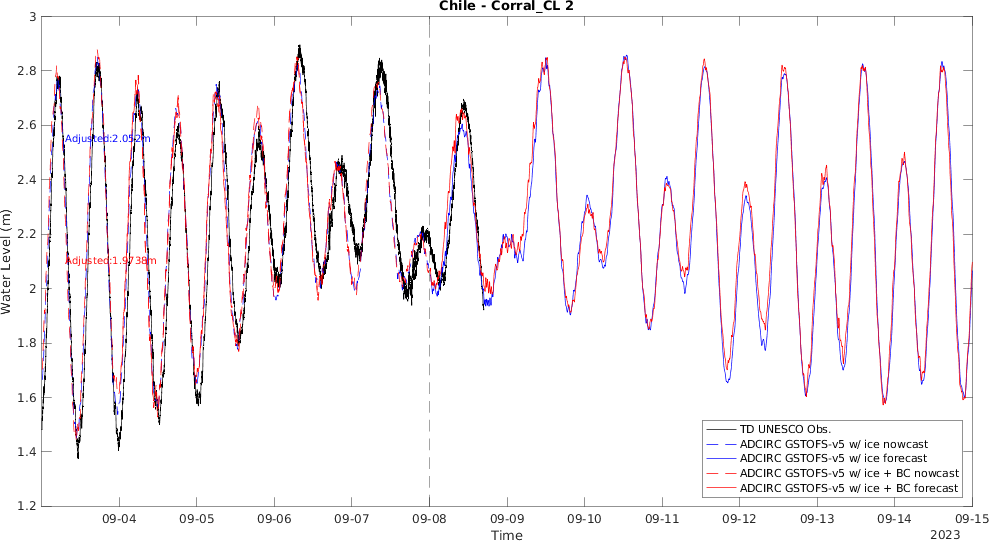 Chile - Corral_CL 2
3
2.8
2.6
2.4
2.2
2
1.8
1.6
1.4
1.2
Water Level (m)
Adjusted:2.052m
Adjusted:1.9738m
TD UNESCO Obs.
ADCIRC GSTOFS-v5 w/ ice nowcast
ADCIRC GSTOFS-v5 w/ ice forecast
ADCIRC GSTOFS-v5 w/ ice + BC nowcast
ADCIRC GSTOFS-v5 w/ ice + BC forecast
09-04 09-05 09-06 09-07 09-08 09-09 09-10 09-11 09-12 09-13 09-14 09-15
Time
2023